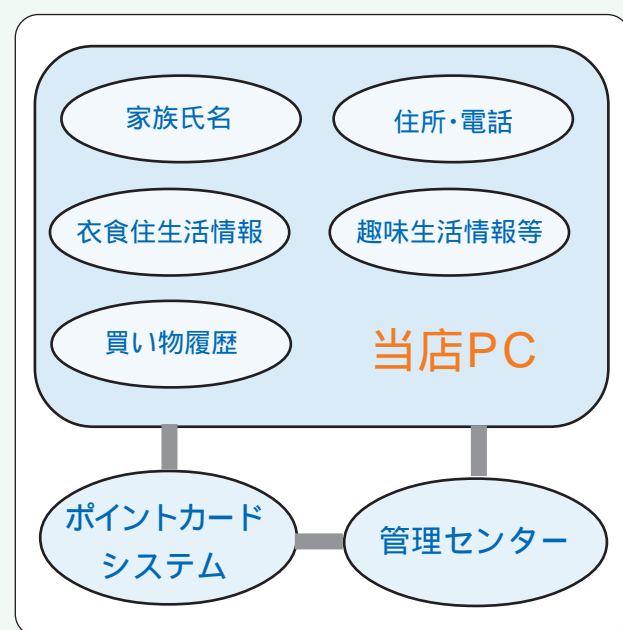 家族氏名
住所・電話
衣食住生活情報
趣味生活情報等
買い物履歴
当店PC
ポイントカード
システム
管理センター